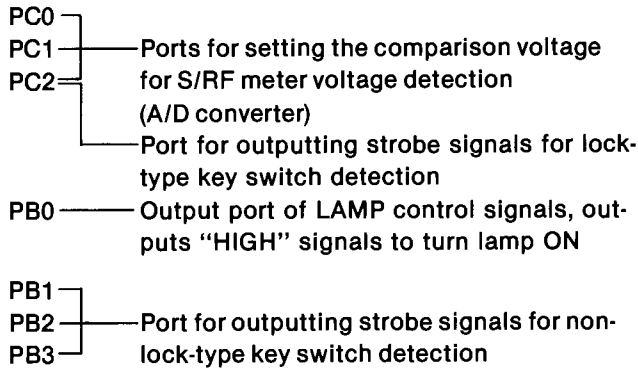 PC0
PC1 Ports for setting the comparison voltage
PC2 for S/RF meter voltage detection
(A/D converter)
Port for outputting strobe signals for lock-
type key switch detection
PB0 Output port of LAMP control signals, out-
puts “HIGH” signals to turn lamp ON
PB1
PB2 Port for outputting strobe signals for non-
PB3 lock-type key switch detection